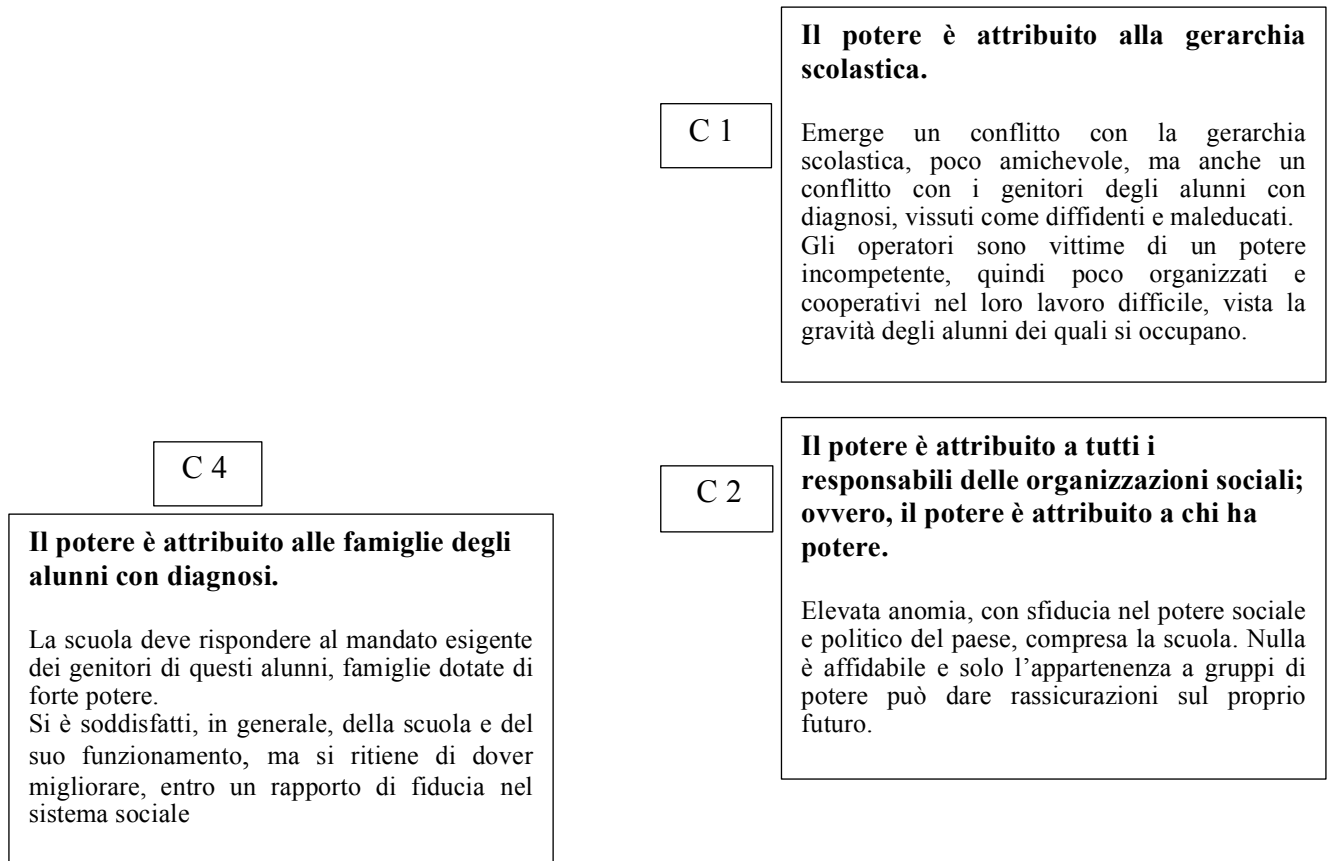 C 1
Il potere è attribuito alla gerarchia
scolastica.
Emerge un conflitto con la gerarchia
scolastica, poco amichevole, ma anche un
conflitto con i genitori degli alunni con
diagnosi, vissuti come diffidenti e maleducati.
Gli operatori sono vittime di un potere
incompetente, quindi poco organizzati e
cooperativi nel loro lavoro difficile, vista la
gravità degli alunni dei quali si occupano.
C 4
Il potere è attribuito alle famiglie degli
alunni con diagnosi.
La scuola deve rispondere al mandato esigente
dei genitori di questi alunni, famiglie dotate di
forte potere.
Si è soddisfatti, in generale, della scuola e del
suo funzionamento, ma si ritiene di dover
migliorare, entro un rapporto di fiducia nel
sistema sociale
C 2
Il potere è attribuito a tutti i
responsabili delle organizzazioni sociali;
ovvero, il potere è attribuito a chi ha
potere.
Elevata anomia, con sfiducia nel potere sociale
e politico del paese, compresa la scuola. Nulla
è affidabile e solo l’appartenenza a gruppi di
potere può dare rassicurazioni sul proprio
futuro.